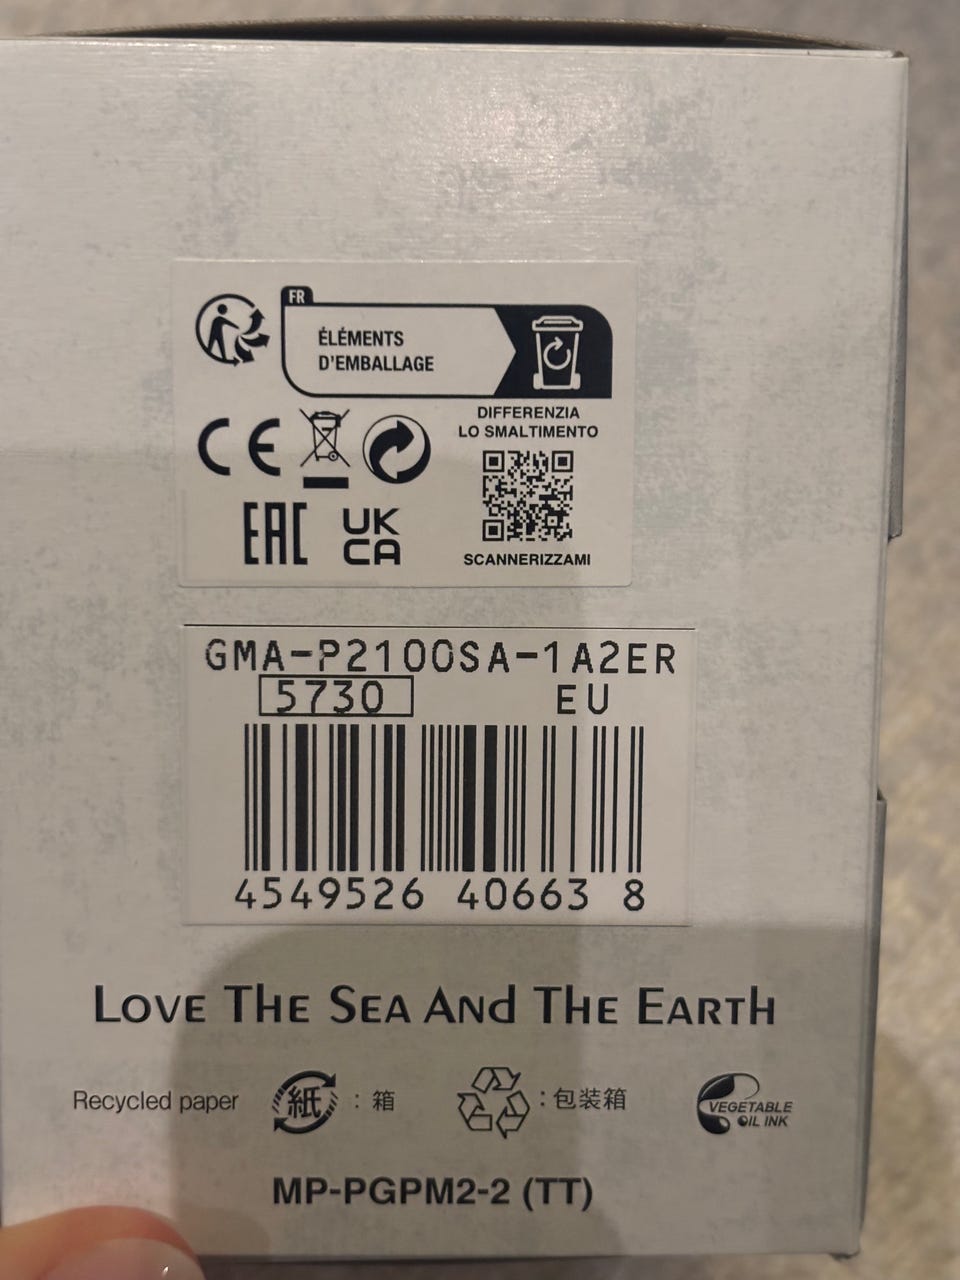 FR
ÉLÉMENTS
D'EMBALLAGE
CE
DIFFERENZIA
LO SMALTIMENTO
EAC
UK
CA
SCANNERIZZAMI
GMA-P2100SA-1A2ER
5730 EU
4549526 40663 8
LOVE THE SEA AND THE EARTH
Recycled paper 紙 : 箱 : 包装箱 VEGETABLE
OIL INK
MP-PGPM2-2 (TT)